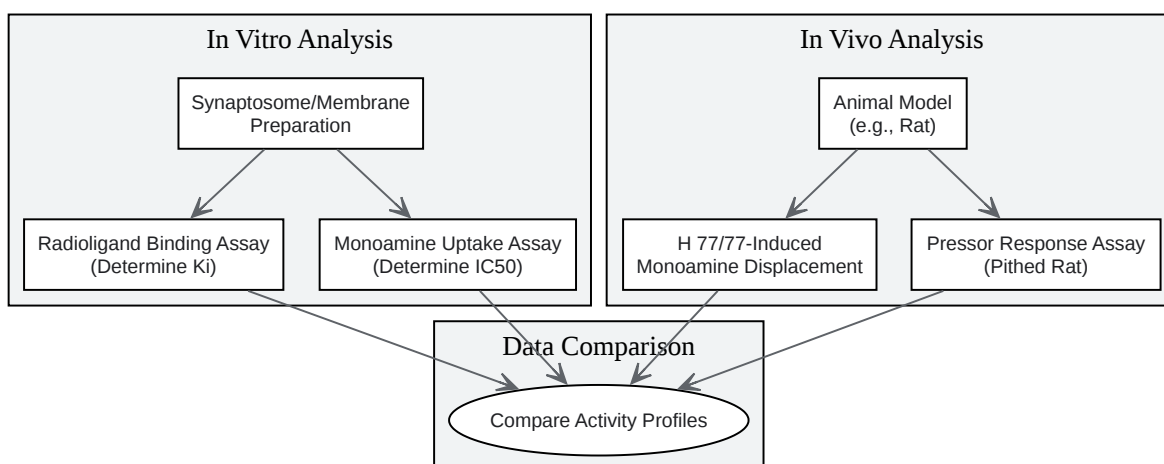 In Vitro Analysis
In Vivo Analysis
Synaptosome/Membrane
Preparation
Animal Model
(e.g., Rat)
Radioligand Binding Assay
(Determine Ki)
Monoamine Uptake Assay
(Determine IC50)
H 77/77-Induced
Monoamine Displacement
Pressor Response Assay
(Pithed Rat)
Data Comparison
Compare Activity Profiles